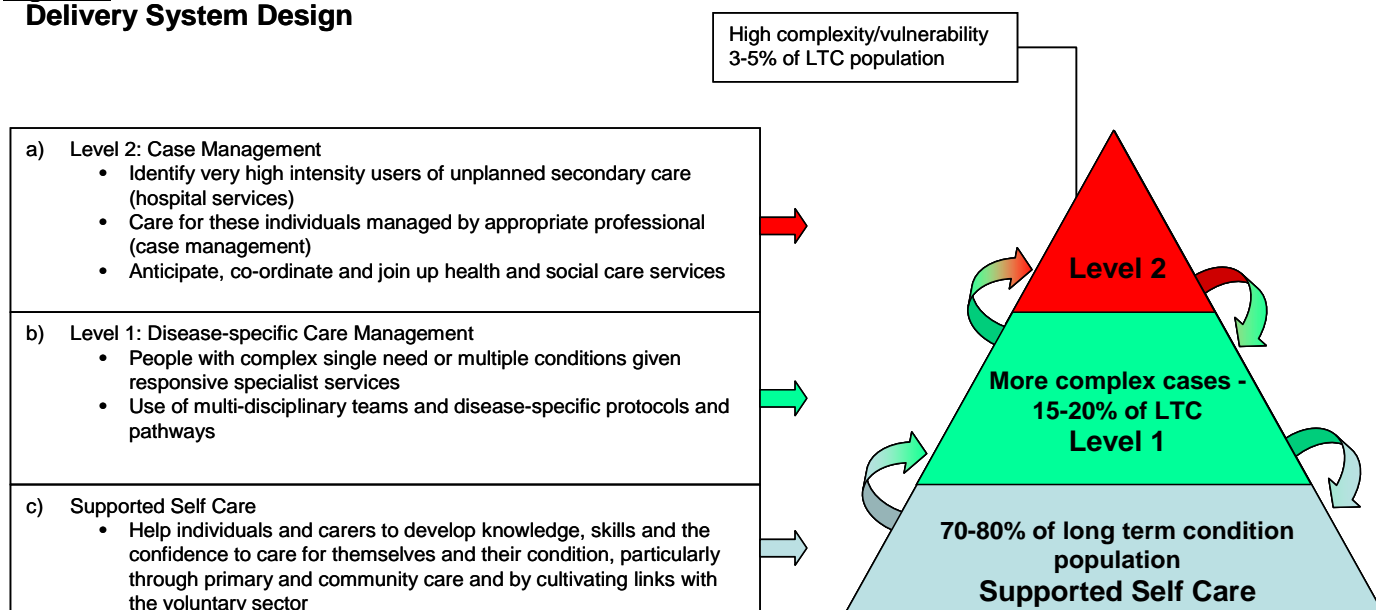 Delivery System Design
High complexity/vulnerability
3-5% of LTC population
a) Level 2: Case Management
• Identify very high intensity users of unplanned secondary care
(hospital services)
• Care for these individuals managed by appropriate professional
(case management)
• Anticipate, co-ordinate and join up health and social care services
b) Level 1: Disease-specific Care Management
• People with complex single need or multiple conditions given
responsive specialist services
• Use of multi-disciplinary teams and disease-specific protocols and
pathways
c) Supported Self Care
• Help individuals and carers to develop knowledge, skills and the
confidence to care for themselves and their condition, particularly
through primary and community care and by cultivating links with
the voluntary sector
Level 2
More complex cases -
15-20% of LTC
Level 1
70-80% of long term condition
population
Supported Self Care